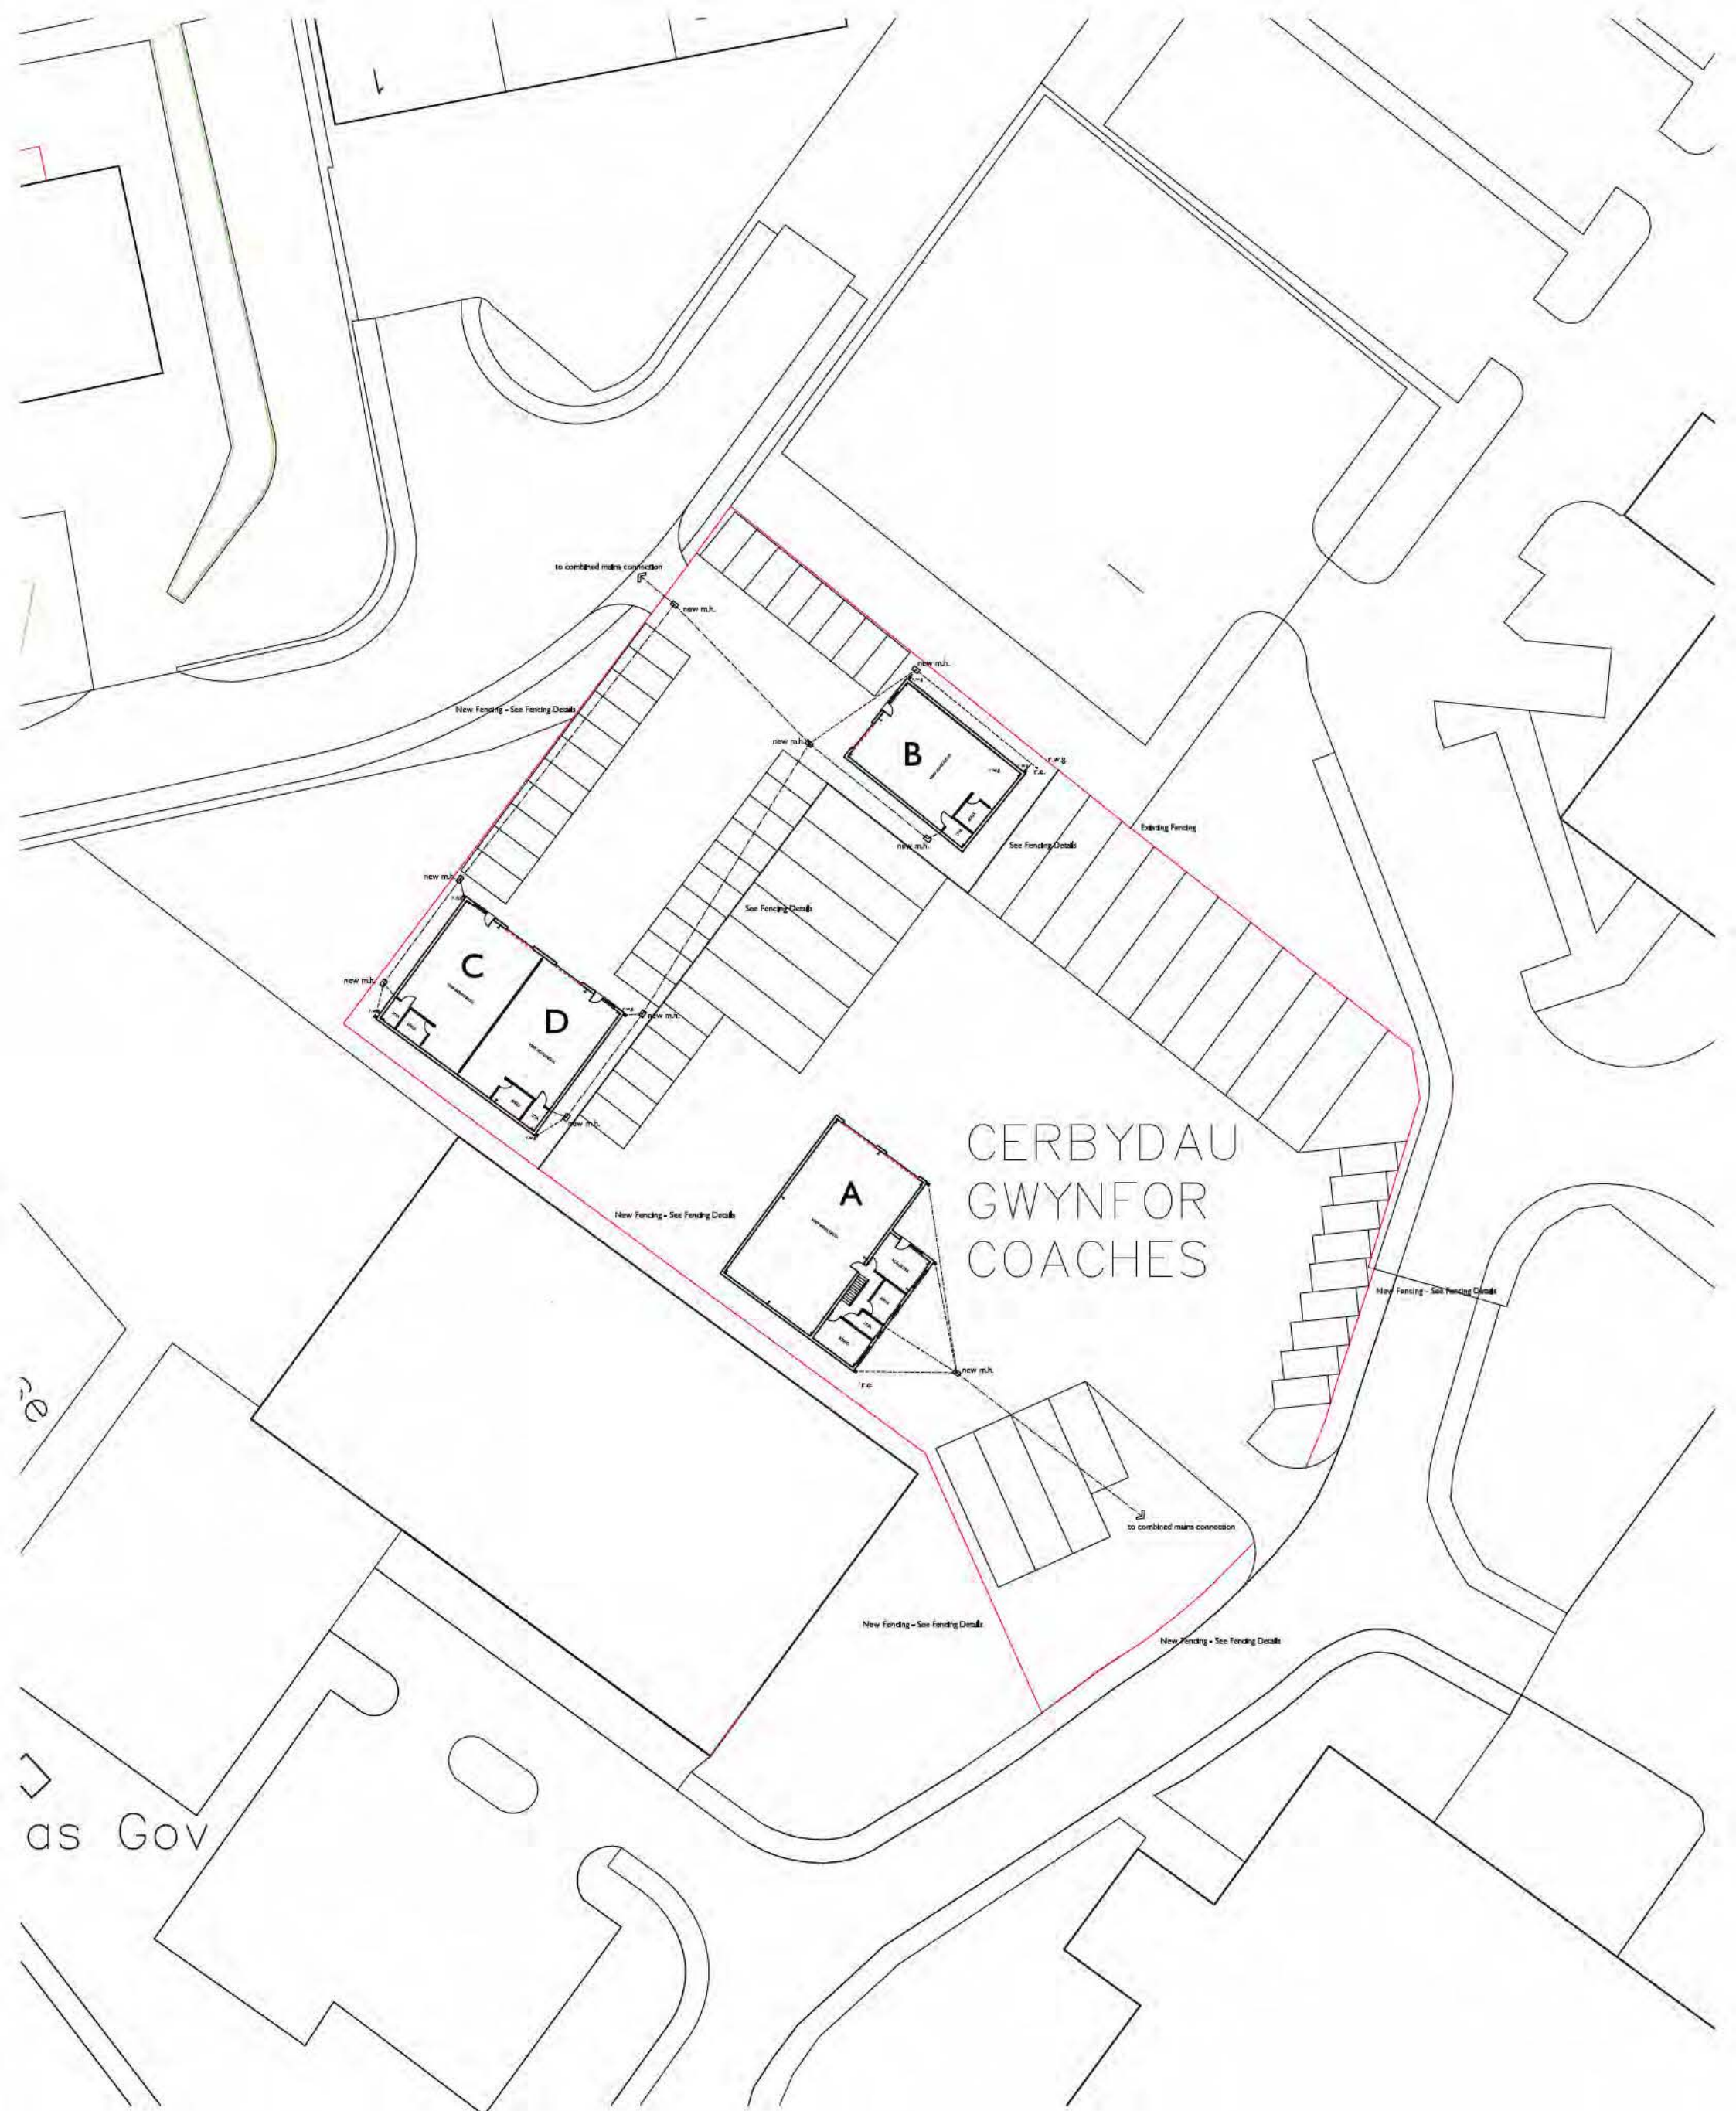 1
to combined mains connection
new m.h.
new m.h.
New Fencing - See Fencing Details
new m.h.
B
r.w.g.
r.e.
Existing Fencing
new m.h.
See Fencing Details
new m.h.
See Fencing Details
C
new m.h.
D
new m.h.
new m.h.
CERBYDAU
GWYNFOR
COACHES
A
New Fencing - See Fencing Details
New Fencing - See Fencing Details
new m.h.
r.e.
to combined mains connection
New Fencing - See Fencing Details
New Fencing - See Fencing Details
as Gov